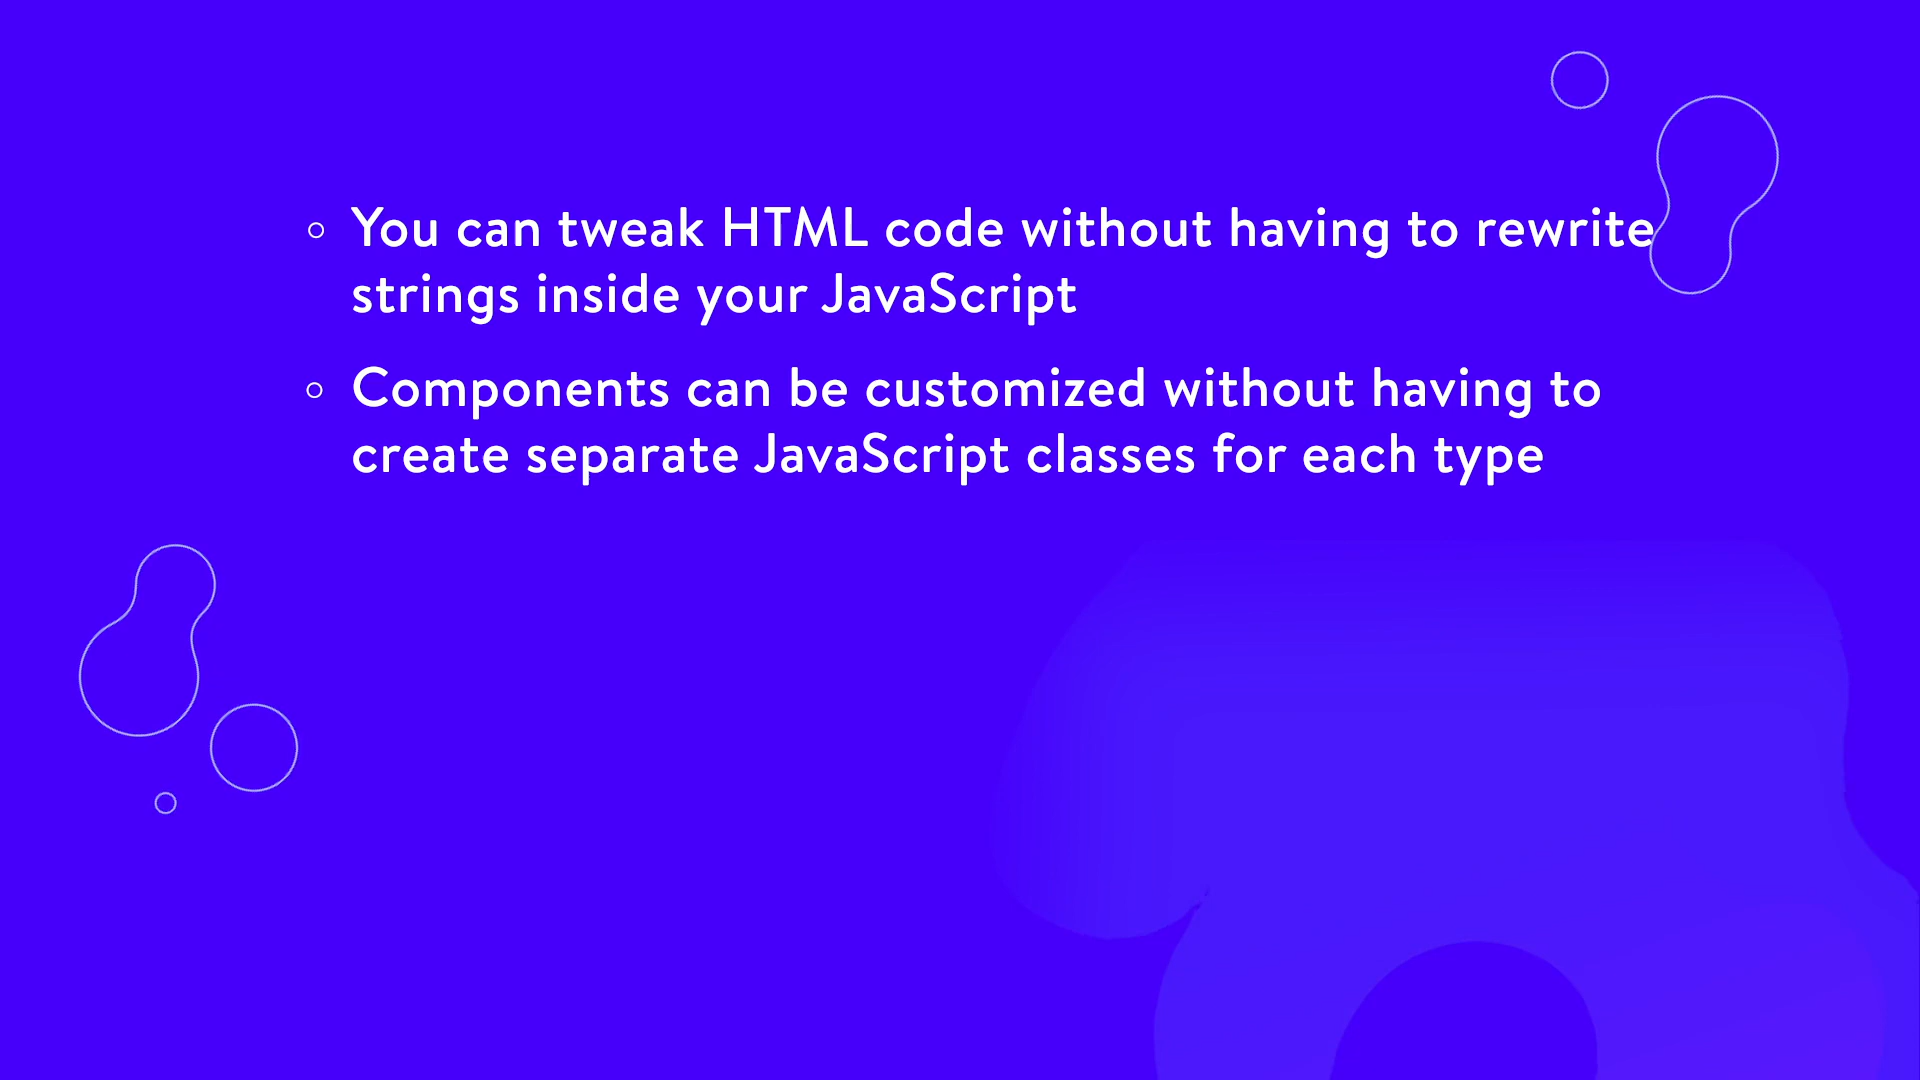 You can tweak HTML code without having to rewrite
strings inside your JavaScript
Components can be customized without having to
create separate JavaScript classes for each type